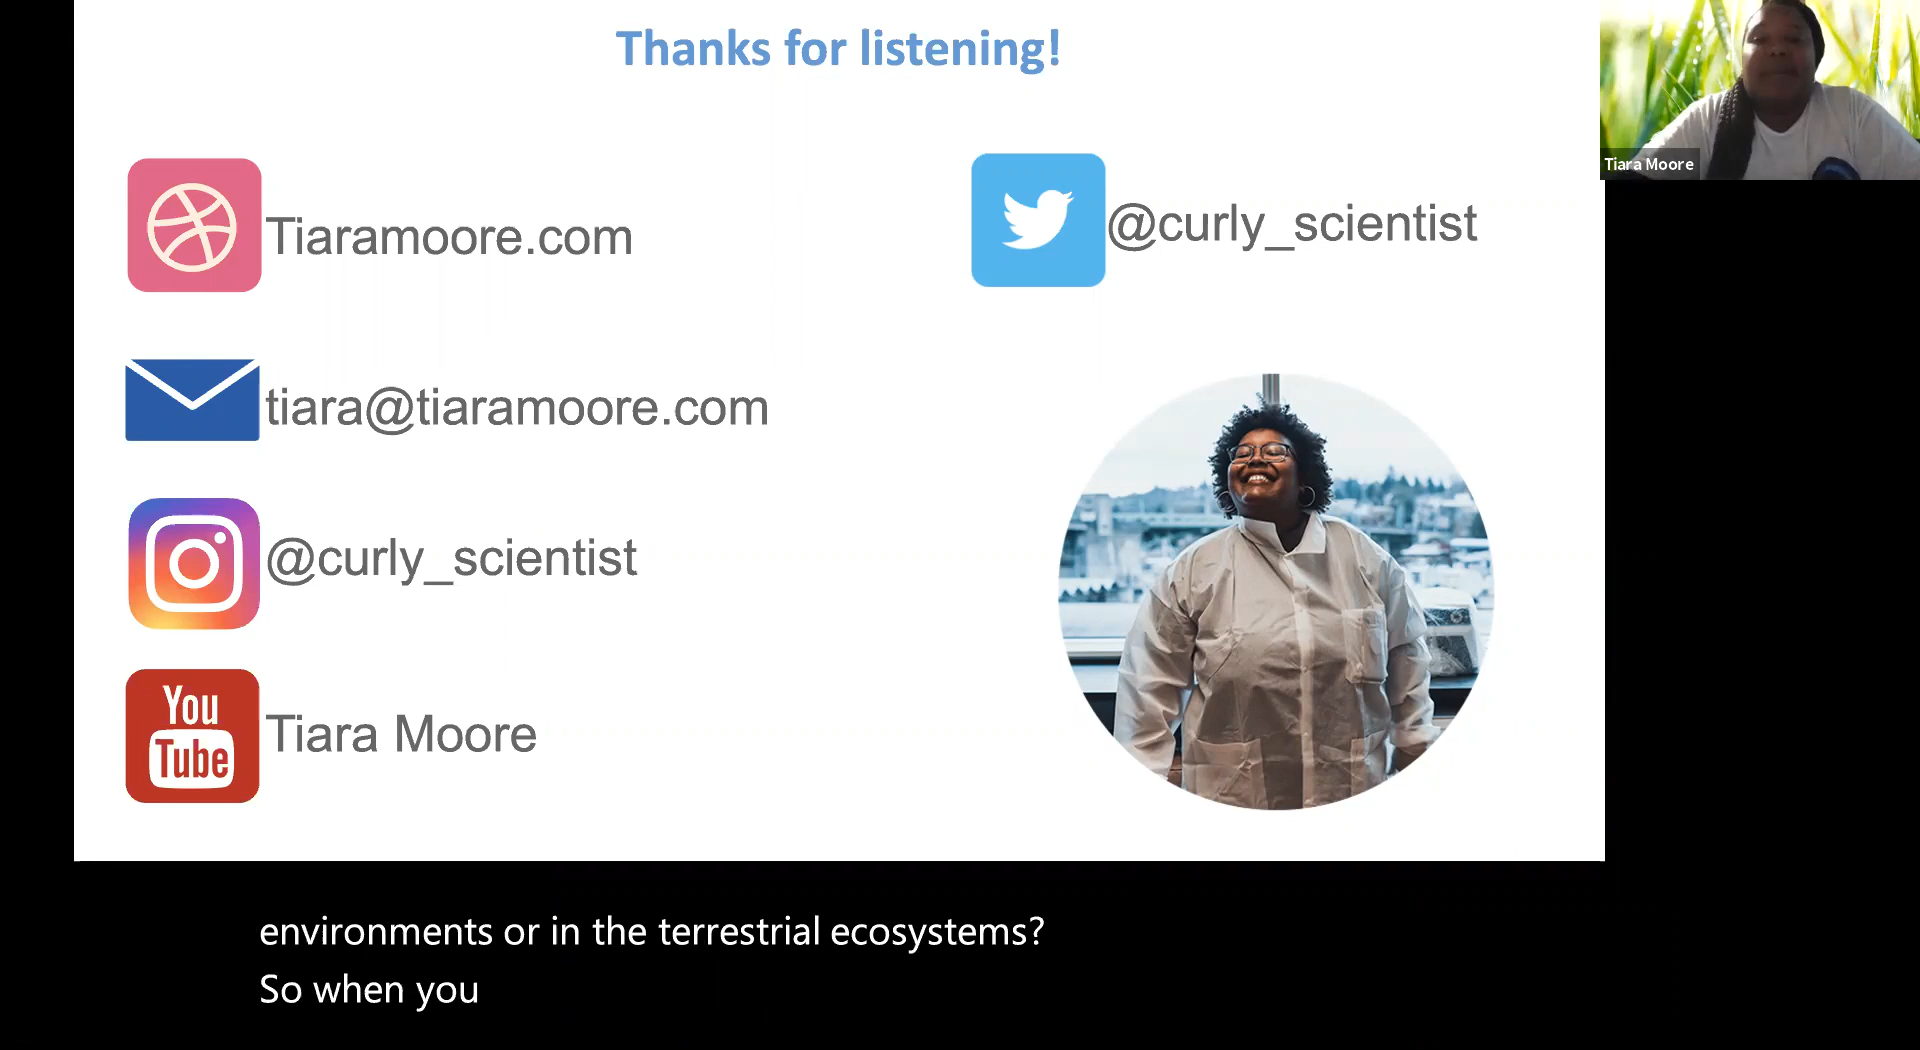 Thanks for listening!
Tiaramoore.com
@curly_scientist
tiara@tiaramoore.com
@curly_scientist
You
Tube
Tiara Moore
Tiara Moore
environments or in the terrestrial ecosystems?
So when you